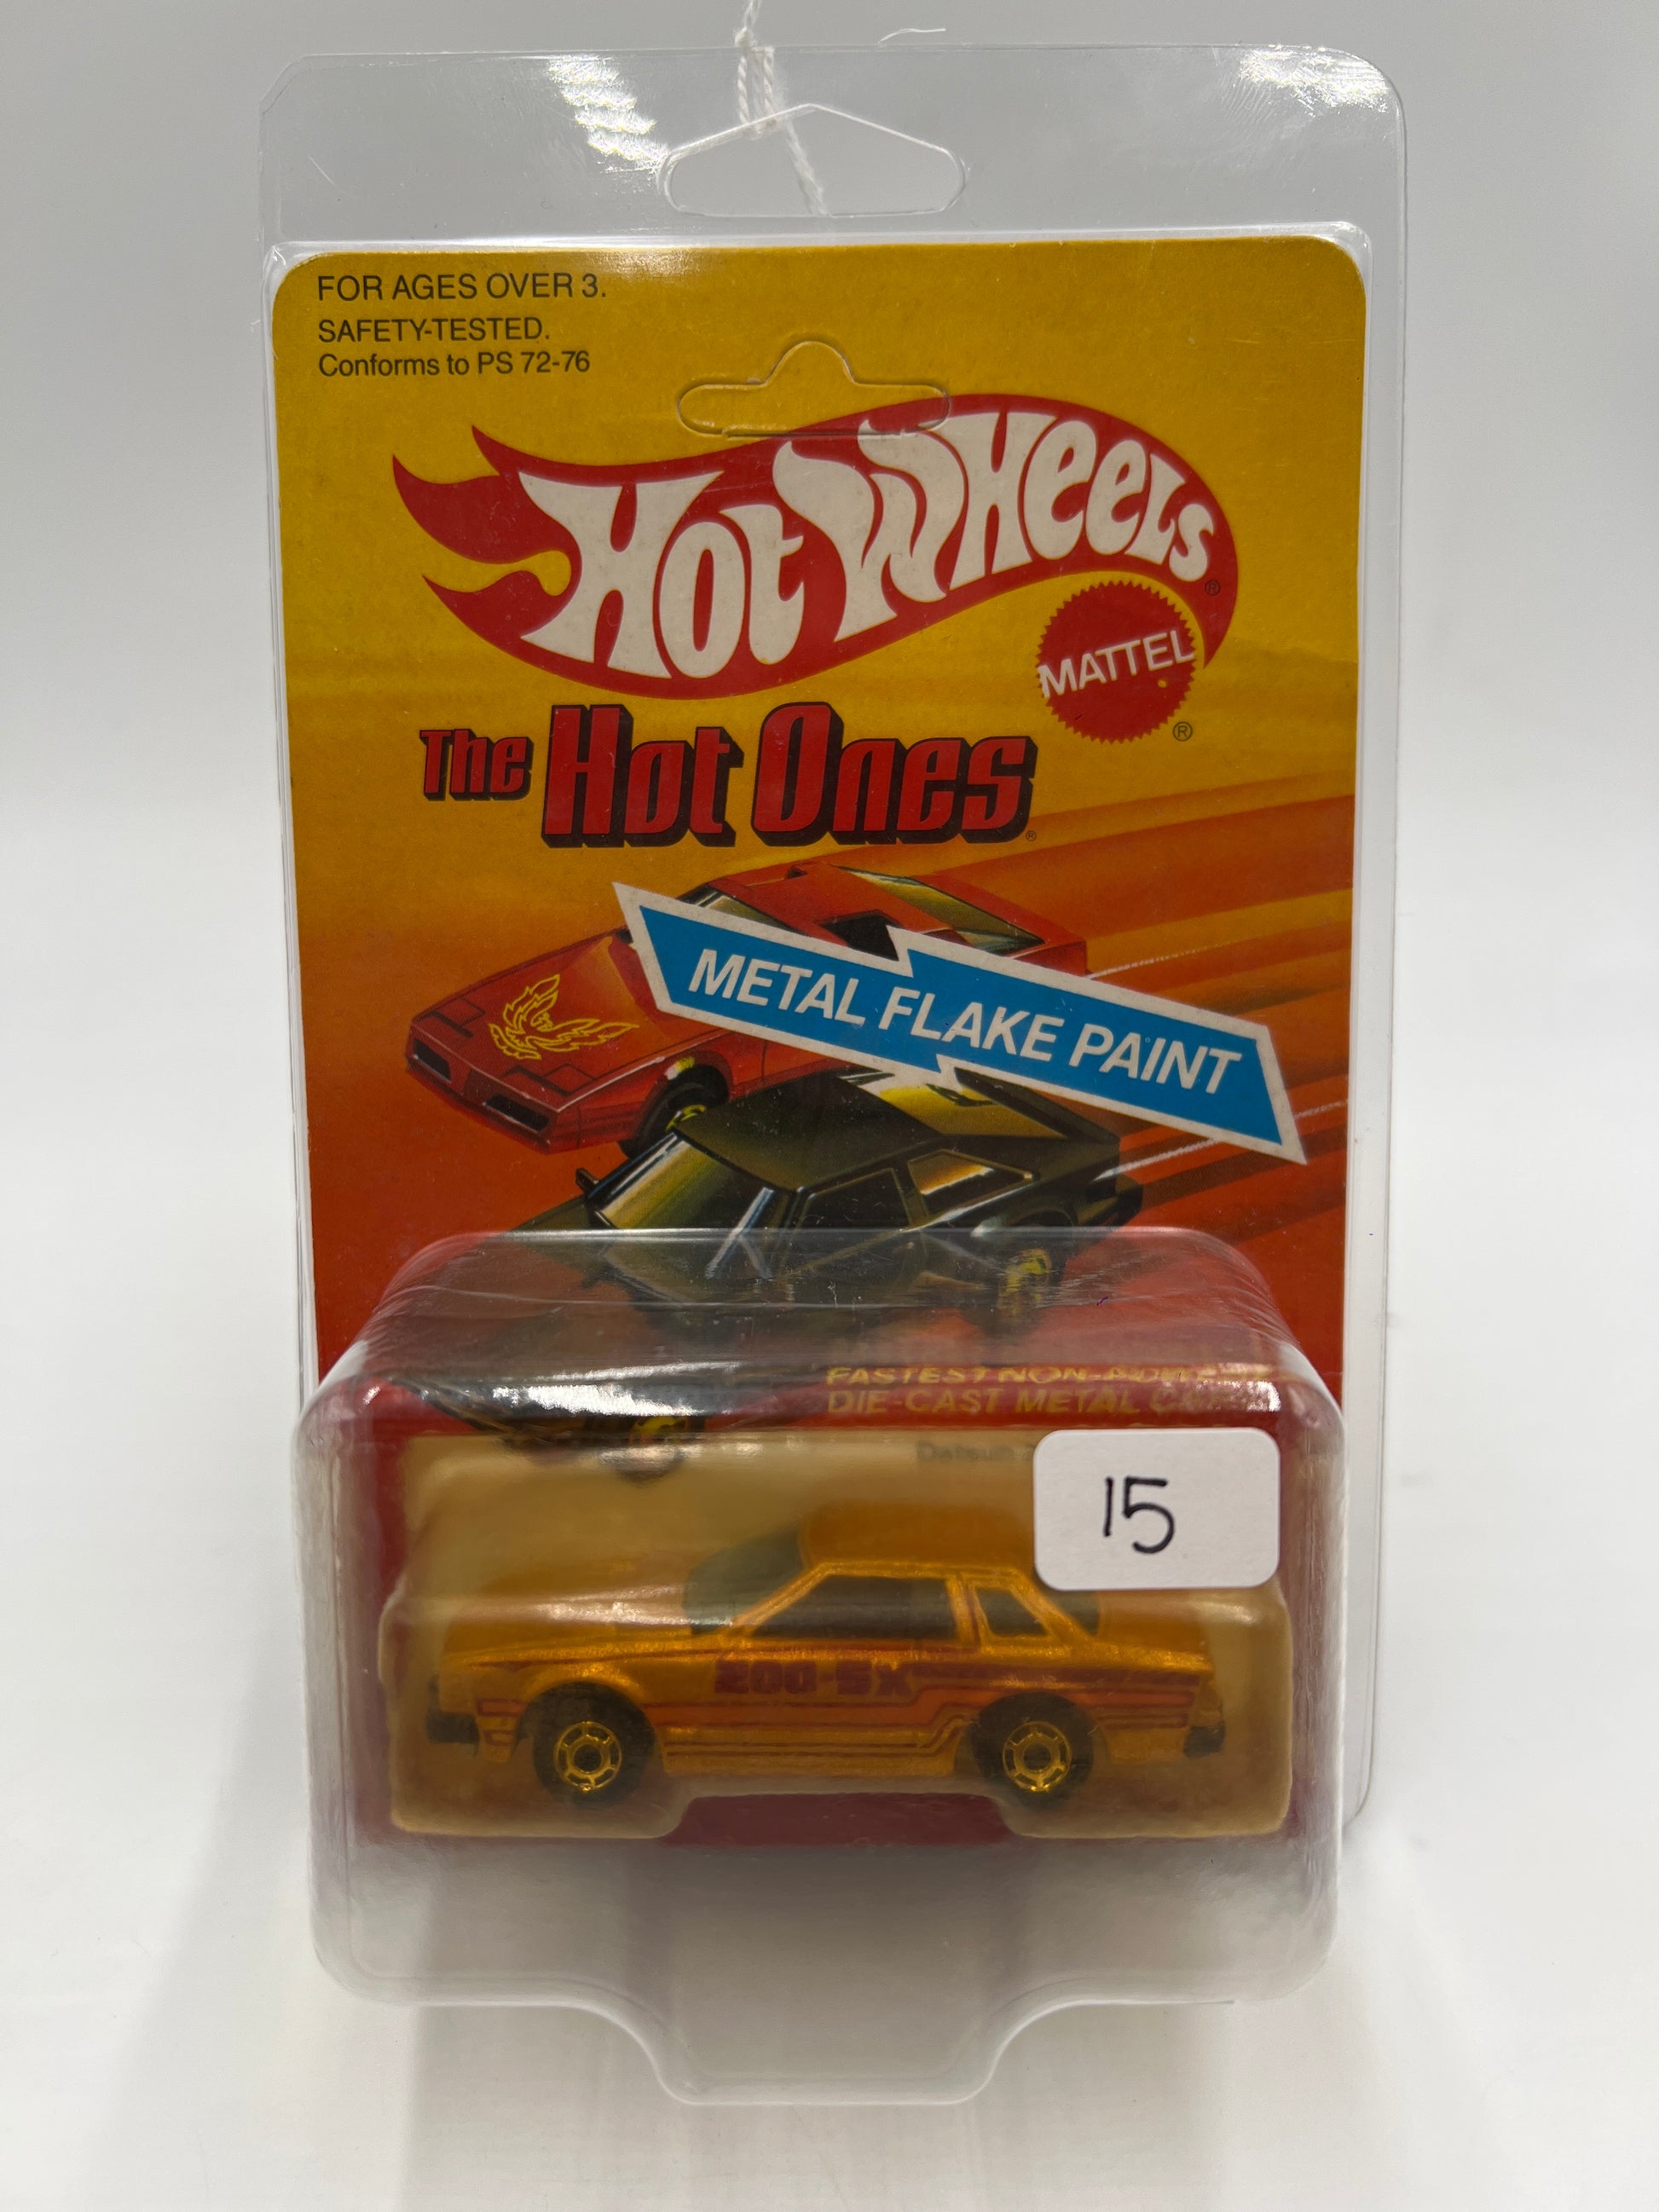 FOR AGES OVER 3.
SAFETY-TESTED.
Conforms to PS 72-76
HOT WHEELS ®
MATTEL ®
The Hot Ones ®
METAL FLAKE PAINT
FASTEST
DIE-CAST METAL
Datsun
15
200-SX